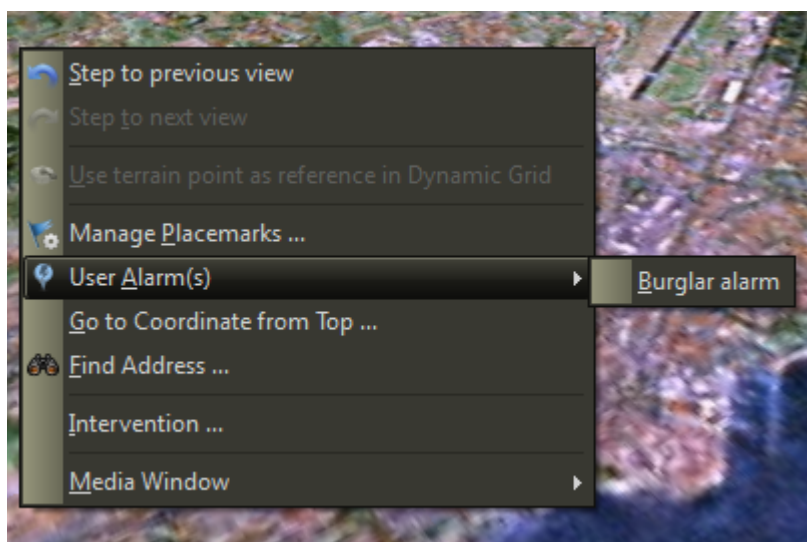 Step to previous view
Step to next view
Use terrain point as reference in Dynamic Grid
Manage Placemarks ...
User Alarm(s)
Burglar alarm
Go to Coordinate from Top ...
Find Address ...
Intervention ...
Media Window